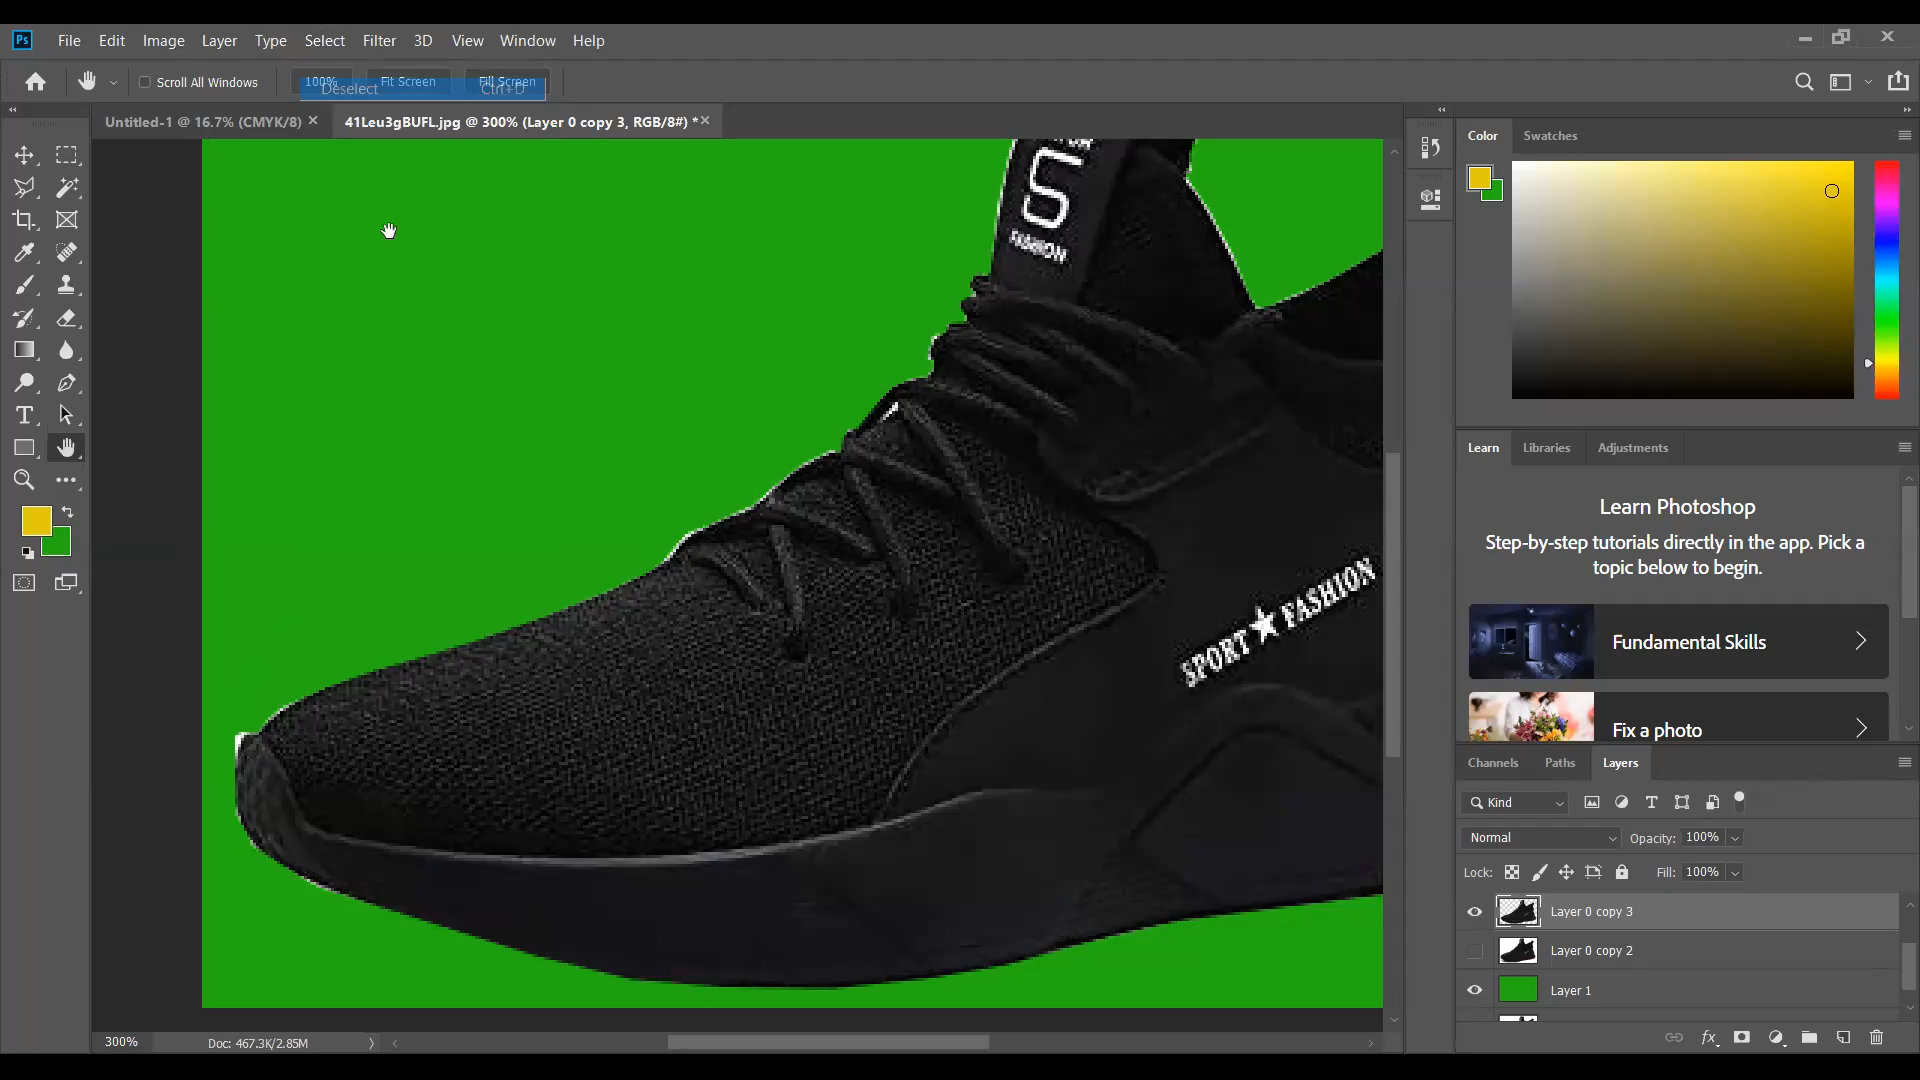 Ps File Edit Image Layer Type Select Filter 3D View Window Help
Scroll All Windows 100% Fit Screen Fill Screen
Deselect Ctrl+D
Untitled-1 @ 16.7% (CMYK/8) 41Leu3gBUFL.jpg @ 300% (Layer 0 copy 3, RGB/8#) *
Color Swatches
FASHION
SPORT FASHION
Learn Libraries Adjustments
Learn Photoshop
Step-by-step tutorials directly in the app. Pick a
topic below to begin.
Fundamental Skills
Fix a photo
Channels Paths Layers
Kind
Normal Opacity: 100%
Lock: Fill: 100%
Layer 0 copy 3
Layer 0 copy 2
Layer 1
300% Doc: 467.3K/2.85M
fx